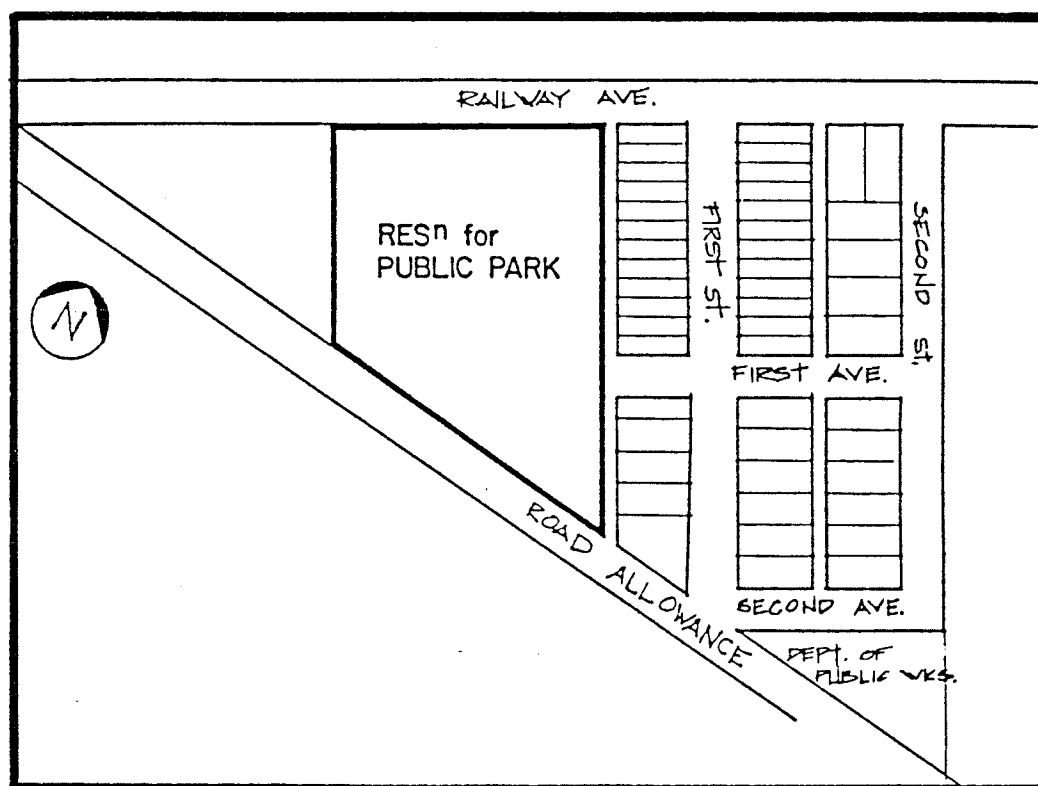 RAILWAY AVE.
RESn for
PUBLIC PARK
FIRST ST.
SECOND ST.
N
FIRST AVE.
ROAD ALLOWANCE
SECOND AVE.
DEPT. OF
PUBLIC WKS.